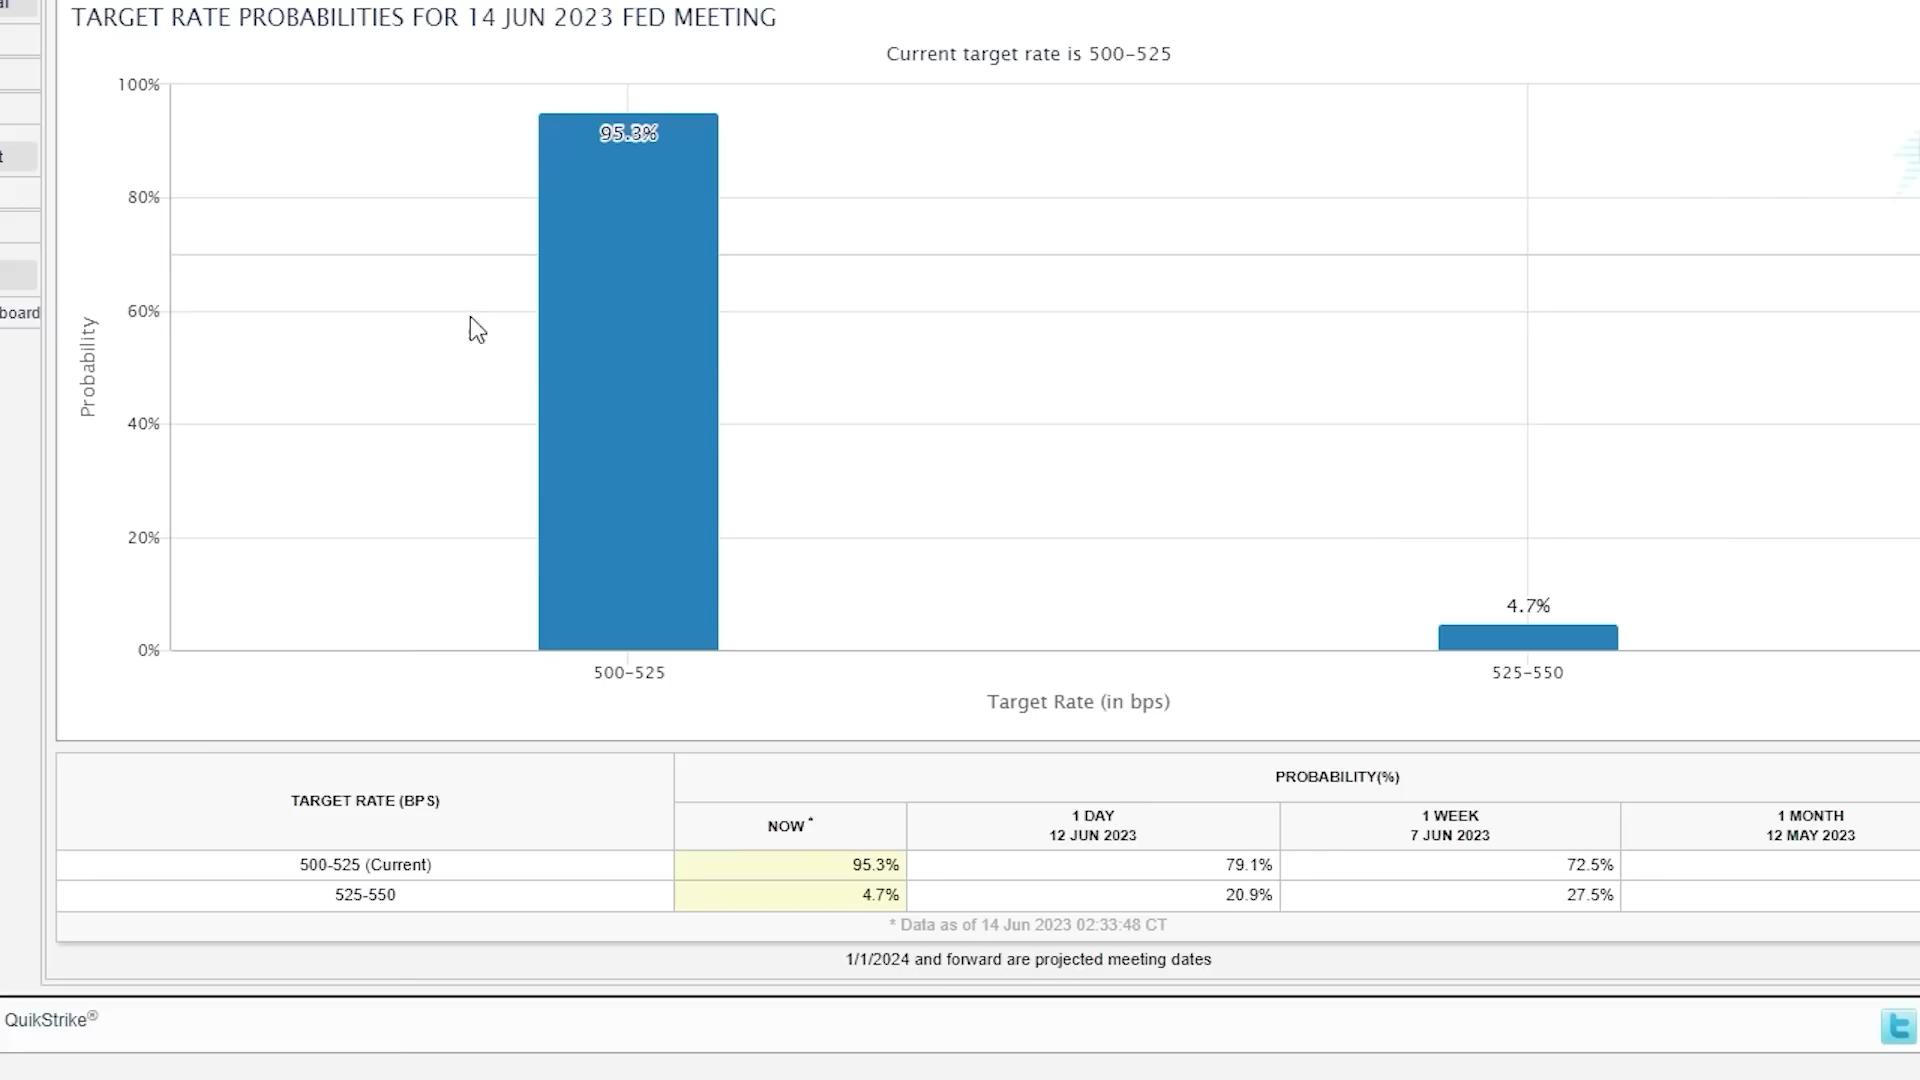 TARGET RATE PROBABILITIES FOR 14 JUN 2023 FED MEETING
Current target rate is 500-525
100%
95.3%
80%
60%
40%
20%
0%
Probability
4.7%
500-525
525-550
Target Rate (in bps)
board
TARGET RATE (BPS)
PROBABILITY(%)
NOW *
1 DAY
12 JUN 2023
1 WEEK
7 JUN 2023
1 MONTH
12 MAY 2023
500-525 (Current)
95.3%
79.1%
72.5%
525-550
4.7%
20.9%
27.5%
* Data as of 14 Jun 2023 02:33:48 CT
1/1/2024 and forward are projected meeting dates
QuikStrike®